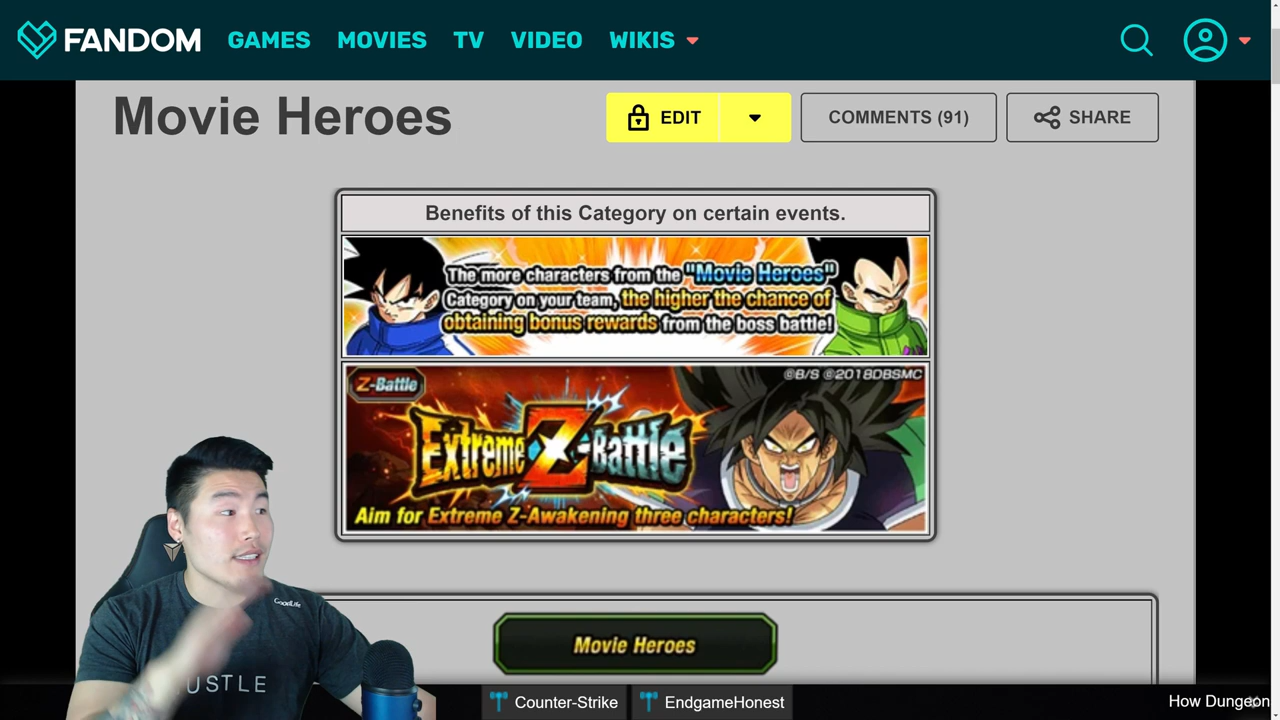 FANDOM GAMES MOVIES TV VIDEO WIKIS
Movie Heroes
EDIT
COMMENTS (91)
SHARE
Benefits of this Category on certain events.
The more characters from the "Movie Heroes"
Category on your team, the higher the chance of
obtaining bonus rewards from the boss battle!
Z-Battle
©B/S ©2018DBSMC
Extreme Z-Battle
Aim for Extreme Z-Awakening three characters!
Movie Heroes
GoodLife
USTLE
Counter-Strike
EndgameHonest
How Dungeon